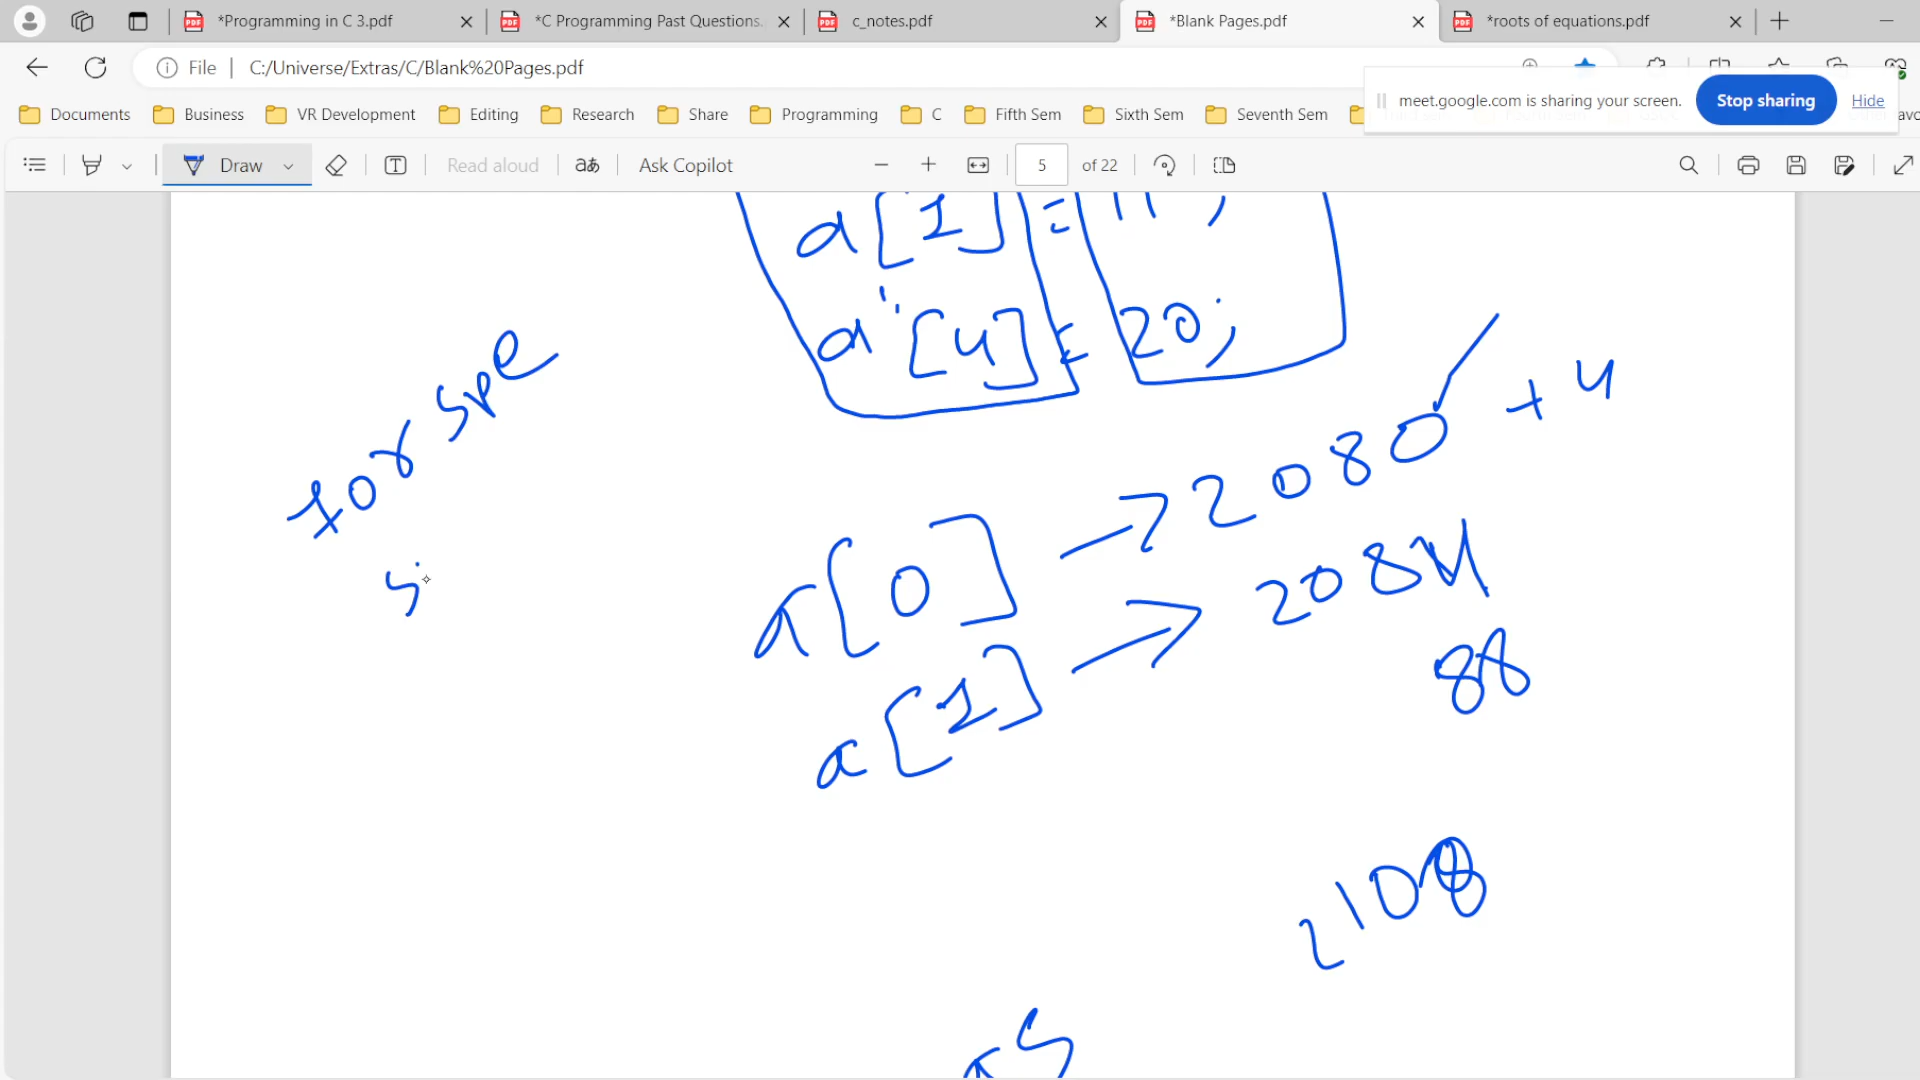 *Programming in C 3.pdf
*C Programming Past Questions.
c_notes.pdf
*Blank Pages.pdf
*roots of equations.pdf
File C:/Universe/Extras/C/Blank%20Pages.pdf
meet.google.com is sharing your screen. Stop sharing Hide
Documents Business VR Development Editing Research Share Programming C Fifth Sem Sixth Sem Seventh Sem
Draw Read aloud aあ Ask Copilot 5 of 22
a[1] = 11;
a[4] = 20;
for spe
s
a[0] → 2080 + 4
a[1] → 2084
88
2108